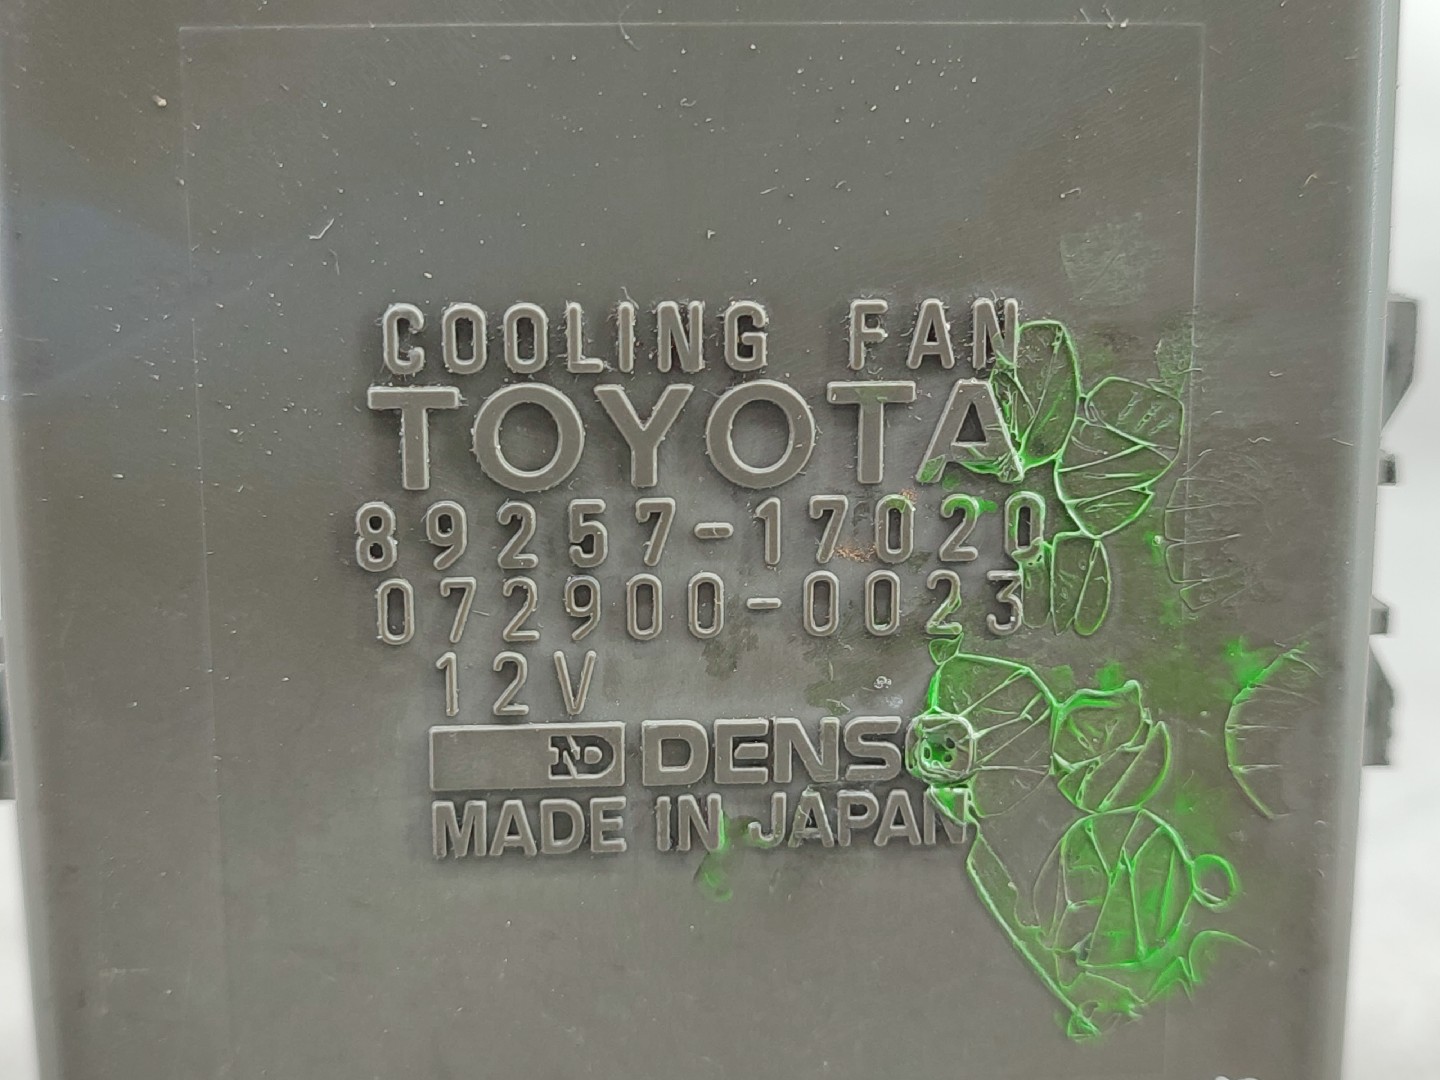 COOLING FAN
TOYOTA
89257-17020
072900-0023
12V
ND DENSO
MADE IN JAPAN